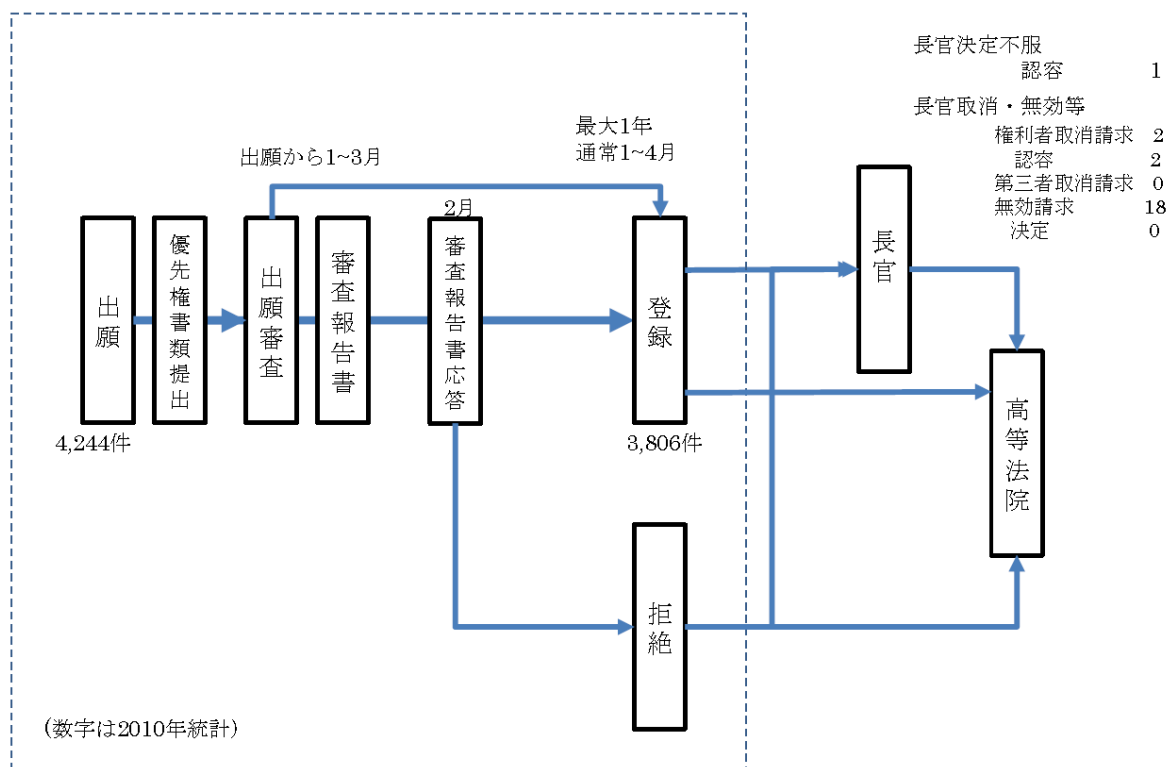 長官決定不服
認容 1
長官取消・無効等
権利者取消請求 2
認容 2
第三者取消請求 0
無効請求 18
決定 0
最大1年
通常1~4月
出願から1~3月
2月
出願
優先権書類提出
出願審査
審査報告書
審査報告書応答
登録
長官
高等法院
4,244件
3,806件
拒絶
(数字は2010年統計)